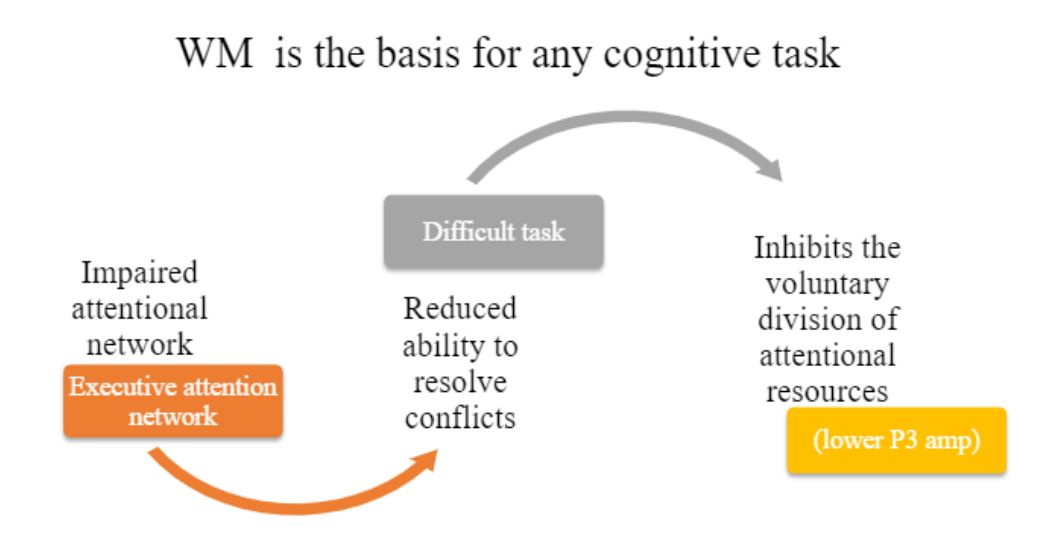 WM is the basis for any cognitive task
Impaired
attentional
network
Executive attention
network
Difficult task
Reduced
ability to
resolve
conflicts
Inhibits the
voluntary
division of
attentional
resources
(lower P3 amp)